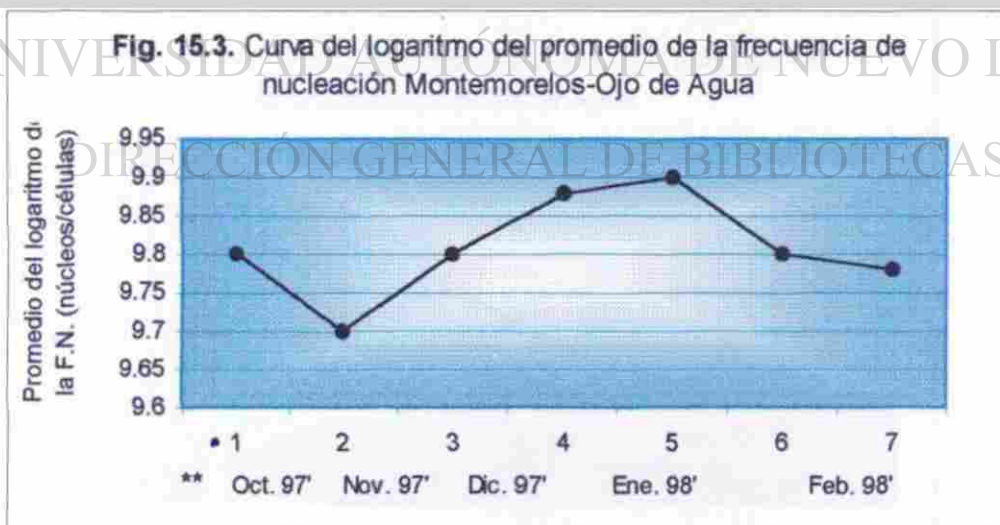 UNIVERSIDAD AUTÓNOMA DE NUEVO L
Fig. 15.3. Curva del logaritmo del promedio de la frecuencia de
nucleación Montemorelos-Ojo de Agua
DIRECCIÓN GENERAL DE BIBLIOTECAS
Promedio del logaritmo d
la F.N. (núcleos/células)
9.95
9.9
9.85
9.8
9.75
9.7
9.65
9.6
• 1 2 3 4 5 6 7
** Oct. 97' Nov. 97' Dic. 97' Ene. 98' Feb. 98'